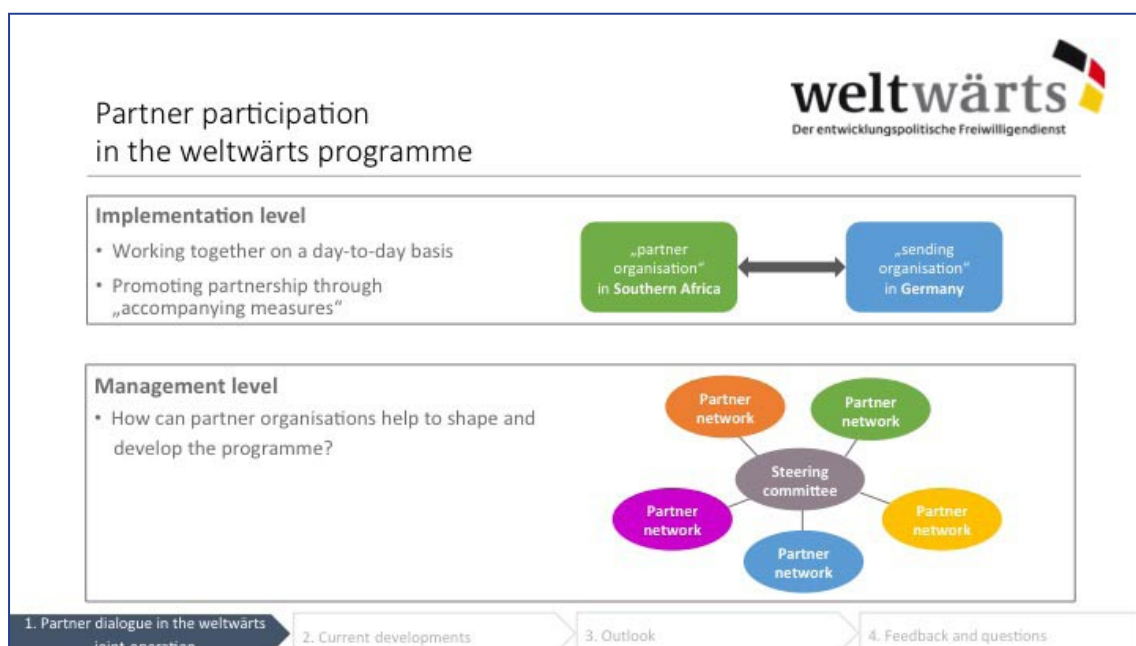 weltwärts
Der entwicklungspolitische Freiwilligendienst
Partner participation
in the weltwärts programme
Implementation level
• Working together on a day-to-day basis
• Promoting partnership through
„accompanying measures“
„partner
organisation“
in Southern Africa
„sending
organisation“
in Germany
Management level
• How can partner organisations help to shape and
develop the programme?
Partner
network
Partner
network
Steering
committee
Partner
network
Partner
network
Partner
network
1. Partner dialogue in the weltwärts
joint operation
2. Current developments
3. Outlook
4. Feedback and questions